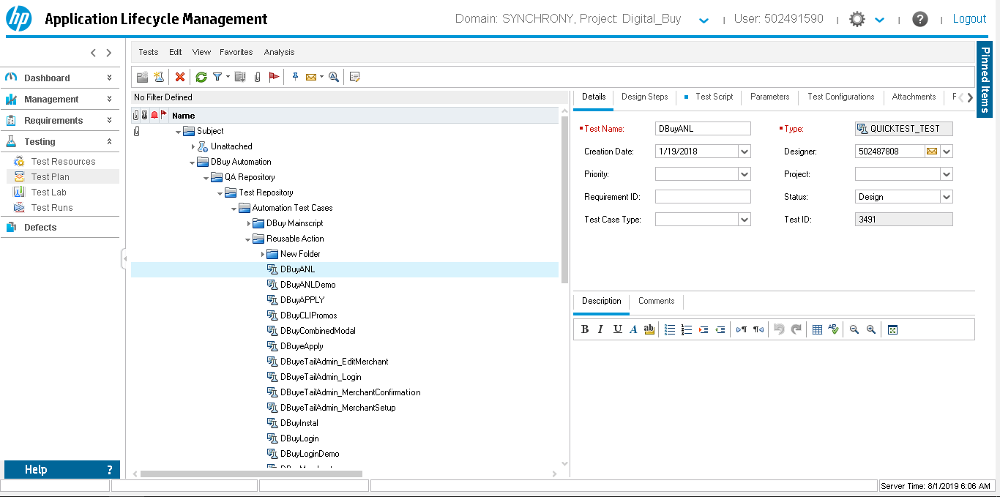 hp Application Lifecycle Management Domain: SYNCHRONY, Project: Digital_Buy User: 502491590 ? Logout
Tests Edit View Favorites Analysis
Pinned Items
Dashboard
Management
Requirements
Testing
Test Resources
Test Plan
Test Lab
Test Runs
Defects
Help ?
No Filter Defined
Name
Subject
Unattached
DBuy Automation
QA Repository
Test Repository
Automation Test Cases
DBuy Mainscript
Reusable Action
New Folder
DBuyANL
DBuyANLDemo
DBuyAPPLY
DBuyCLIPromos
DBuyCombinedModal
DBuyeApply
DBuyeTailAdmin_EditMerchant
DBuyeTailAdmin_Login
DBuyeTailAdmin_MerchantConfirmation
DBuyeTailAdmin_MerchantSetup
DBuyInstal
DBuyLogin
DBuyLoginDemo
Details Design Steps Test Script Parameters Test Configurations Attachments F
Test Name: DBuyANL Type: QUICKTEST_TEST
Creation Date: 1/19/2018 Designer: 502487808
Priority: Project:
Requirement ID: Status: Design
Test Case Type: Test ID: 3491
Description Comments
B I U A ab
Server Time: 8/1/2019 6:06 AM